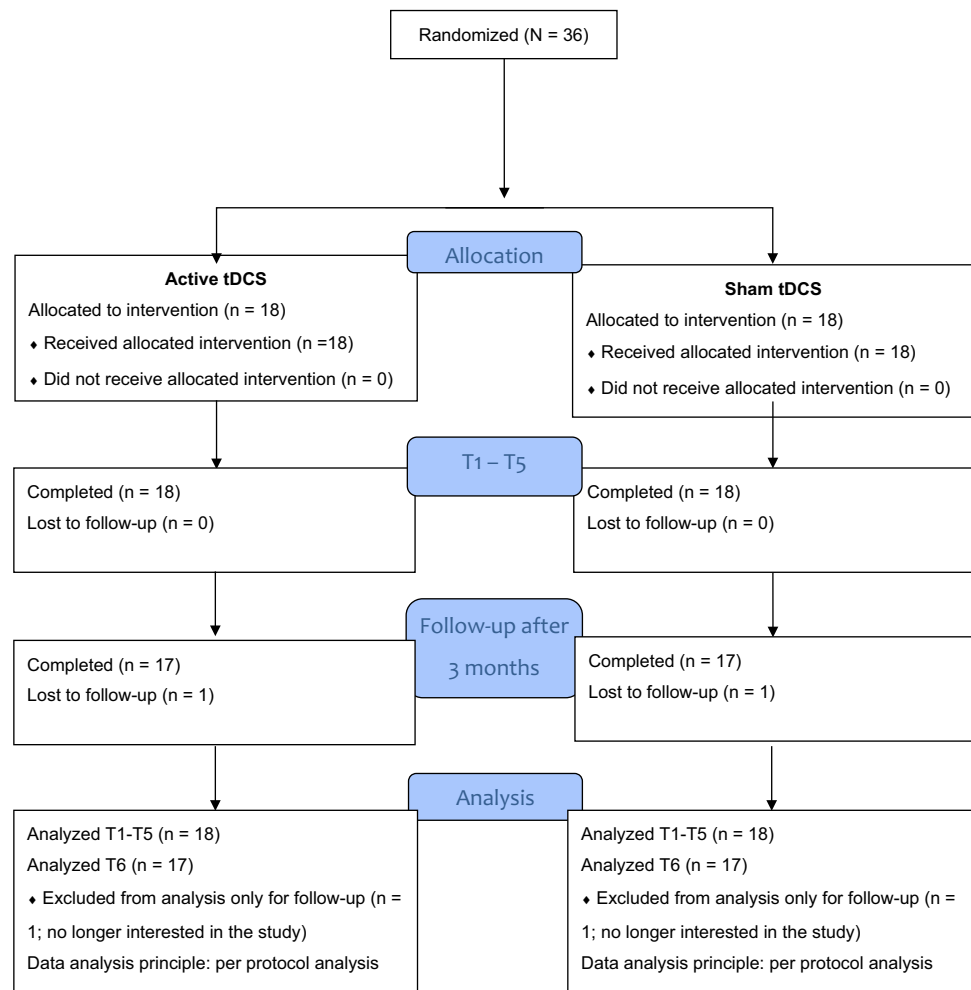 Randomized (N = 36)
Allocation
Active tDCS
Allocated to intervention (n = 18)
♦ Received allocated intervention (n =18)
♦ Did not receive allocated intervention (n = 0)
Sham tDCS
Allocated to intervention (n = 18)
♦ Received allocated intervention (n = 18)
♦ Did not receive allocated intervention (n = 0)
T1 – T5
Completed (n = 18)
Lost to follow-up (n = 0)
Completed (n = 18)
Lost to follow-up (n = 0)
Follow-up after
3 months
Completed (n = 17)
Lost to follow-up (n = 1)
Completed (n = 17)
Lost to follow-up (n = 1)
Analysis
Analyzed T1-T5 (n = 18)
Analyzed T6 (n = 17)
♦ Excluded from analysis only for follow-up (n =
1; no longer interested in the study)
Data analysis principle: per protocol analysis
Analyzed T1-T5 (n = 18)
Analyzed T6 (n = 17)
♦ Excluded from analysis only for follow-up (n =
1; no longer interested in the study)
Data analysis principle: per protocol analysis